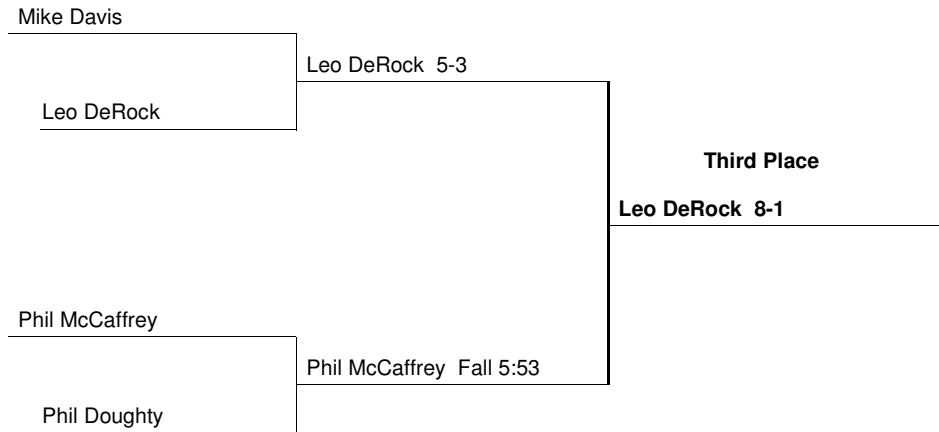 Mike Davis
Leo DeRock 5-3
Leo DeRock
Third Place
Leo DeRock 8-1
Phil McCaffrey
Phil McCaffrey Fall 5:53
Phil Doughty